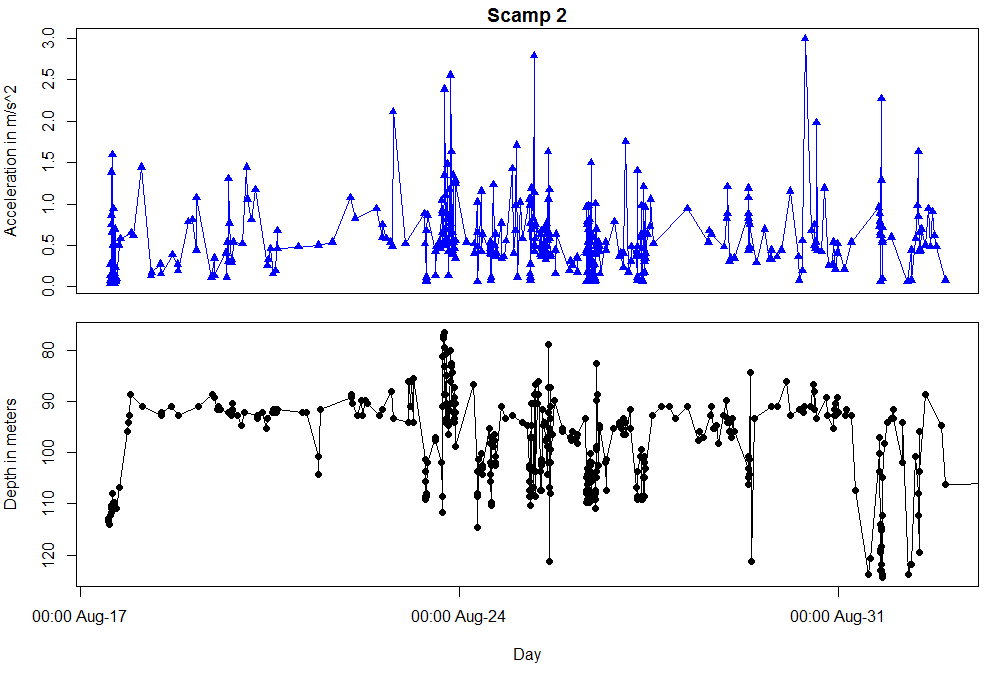 Scamp 2
Acceleration in m/s^2
3.0
2.5
2.0
1.5
1.0
0.5
0.0
Depth in meters
80
90
100
110
120
00:00 Aug-17
00:00 Aug-24
00:00 Aug-31
Day